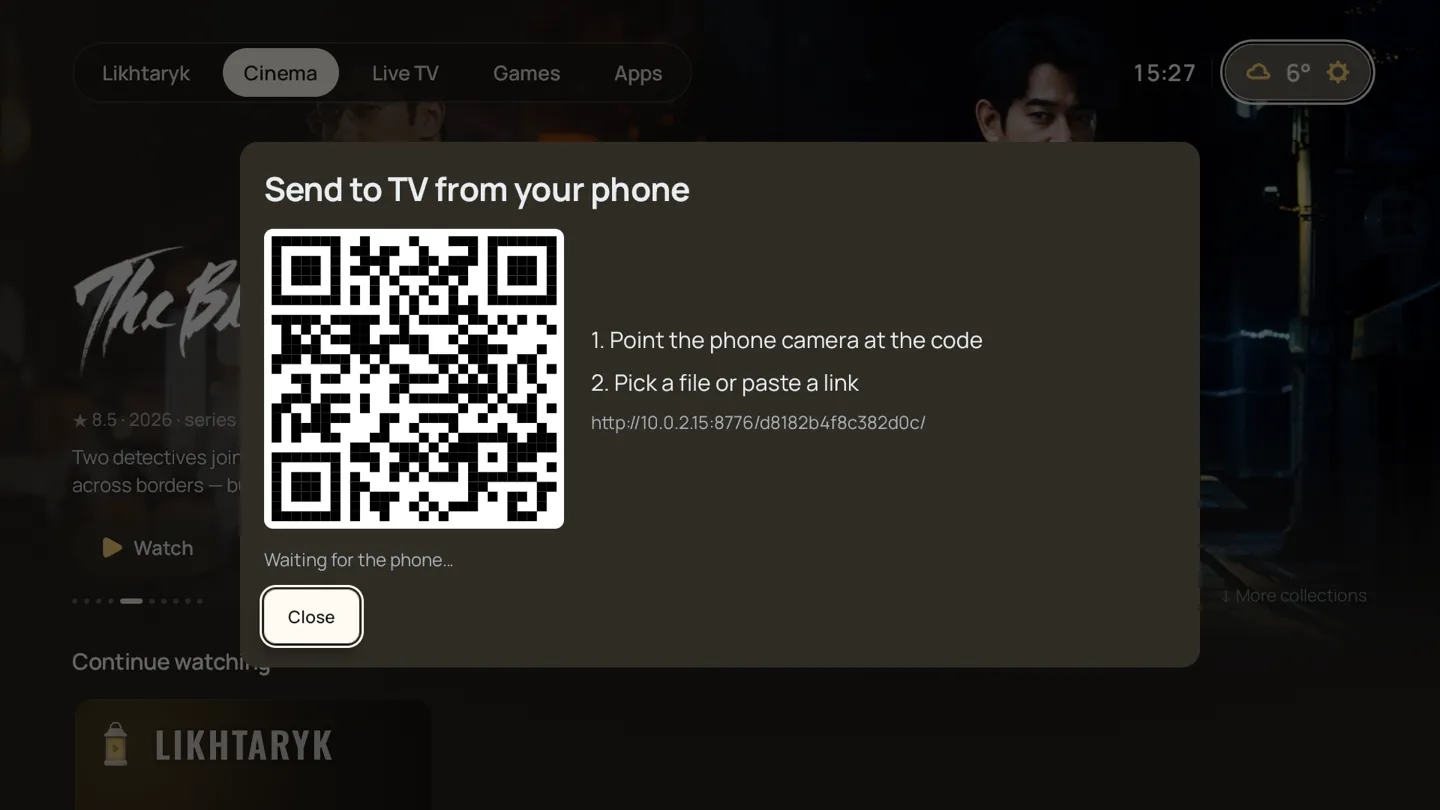 Likhtaryk
Cinema
Live TV
Games
Apps
15:27
6°
Send to TV from your phone
1. Point the phone camera at the code
2. Pick a file or paste a link
http://10.0.2.15:8776/d8182b4f8c382d0c/
Waiting for the phone...
Close
The
★ 8.5 · 2026 · series
Two detectives join
across borders —
Watch
↓ More collections
Continue watching
LIKHTARYK